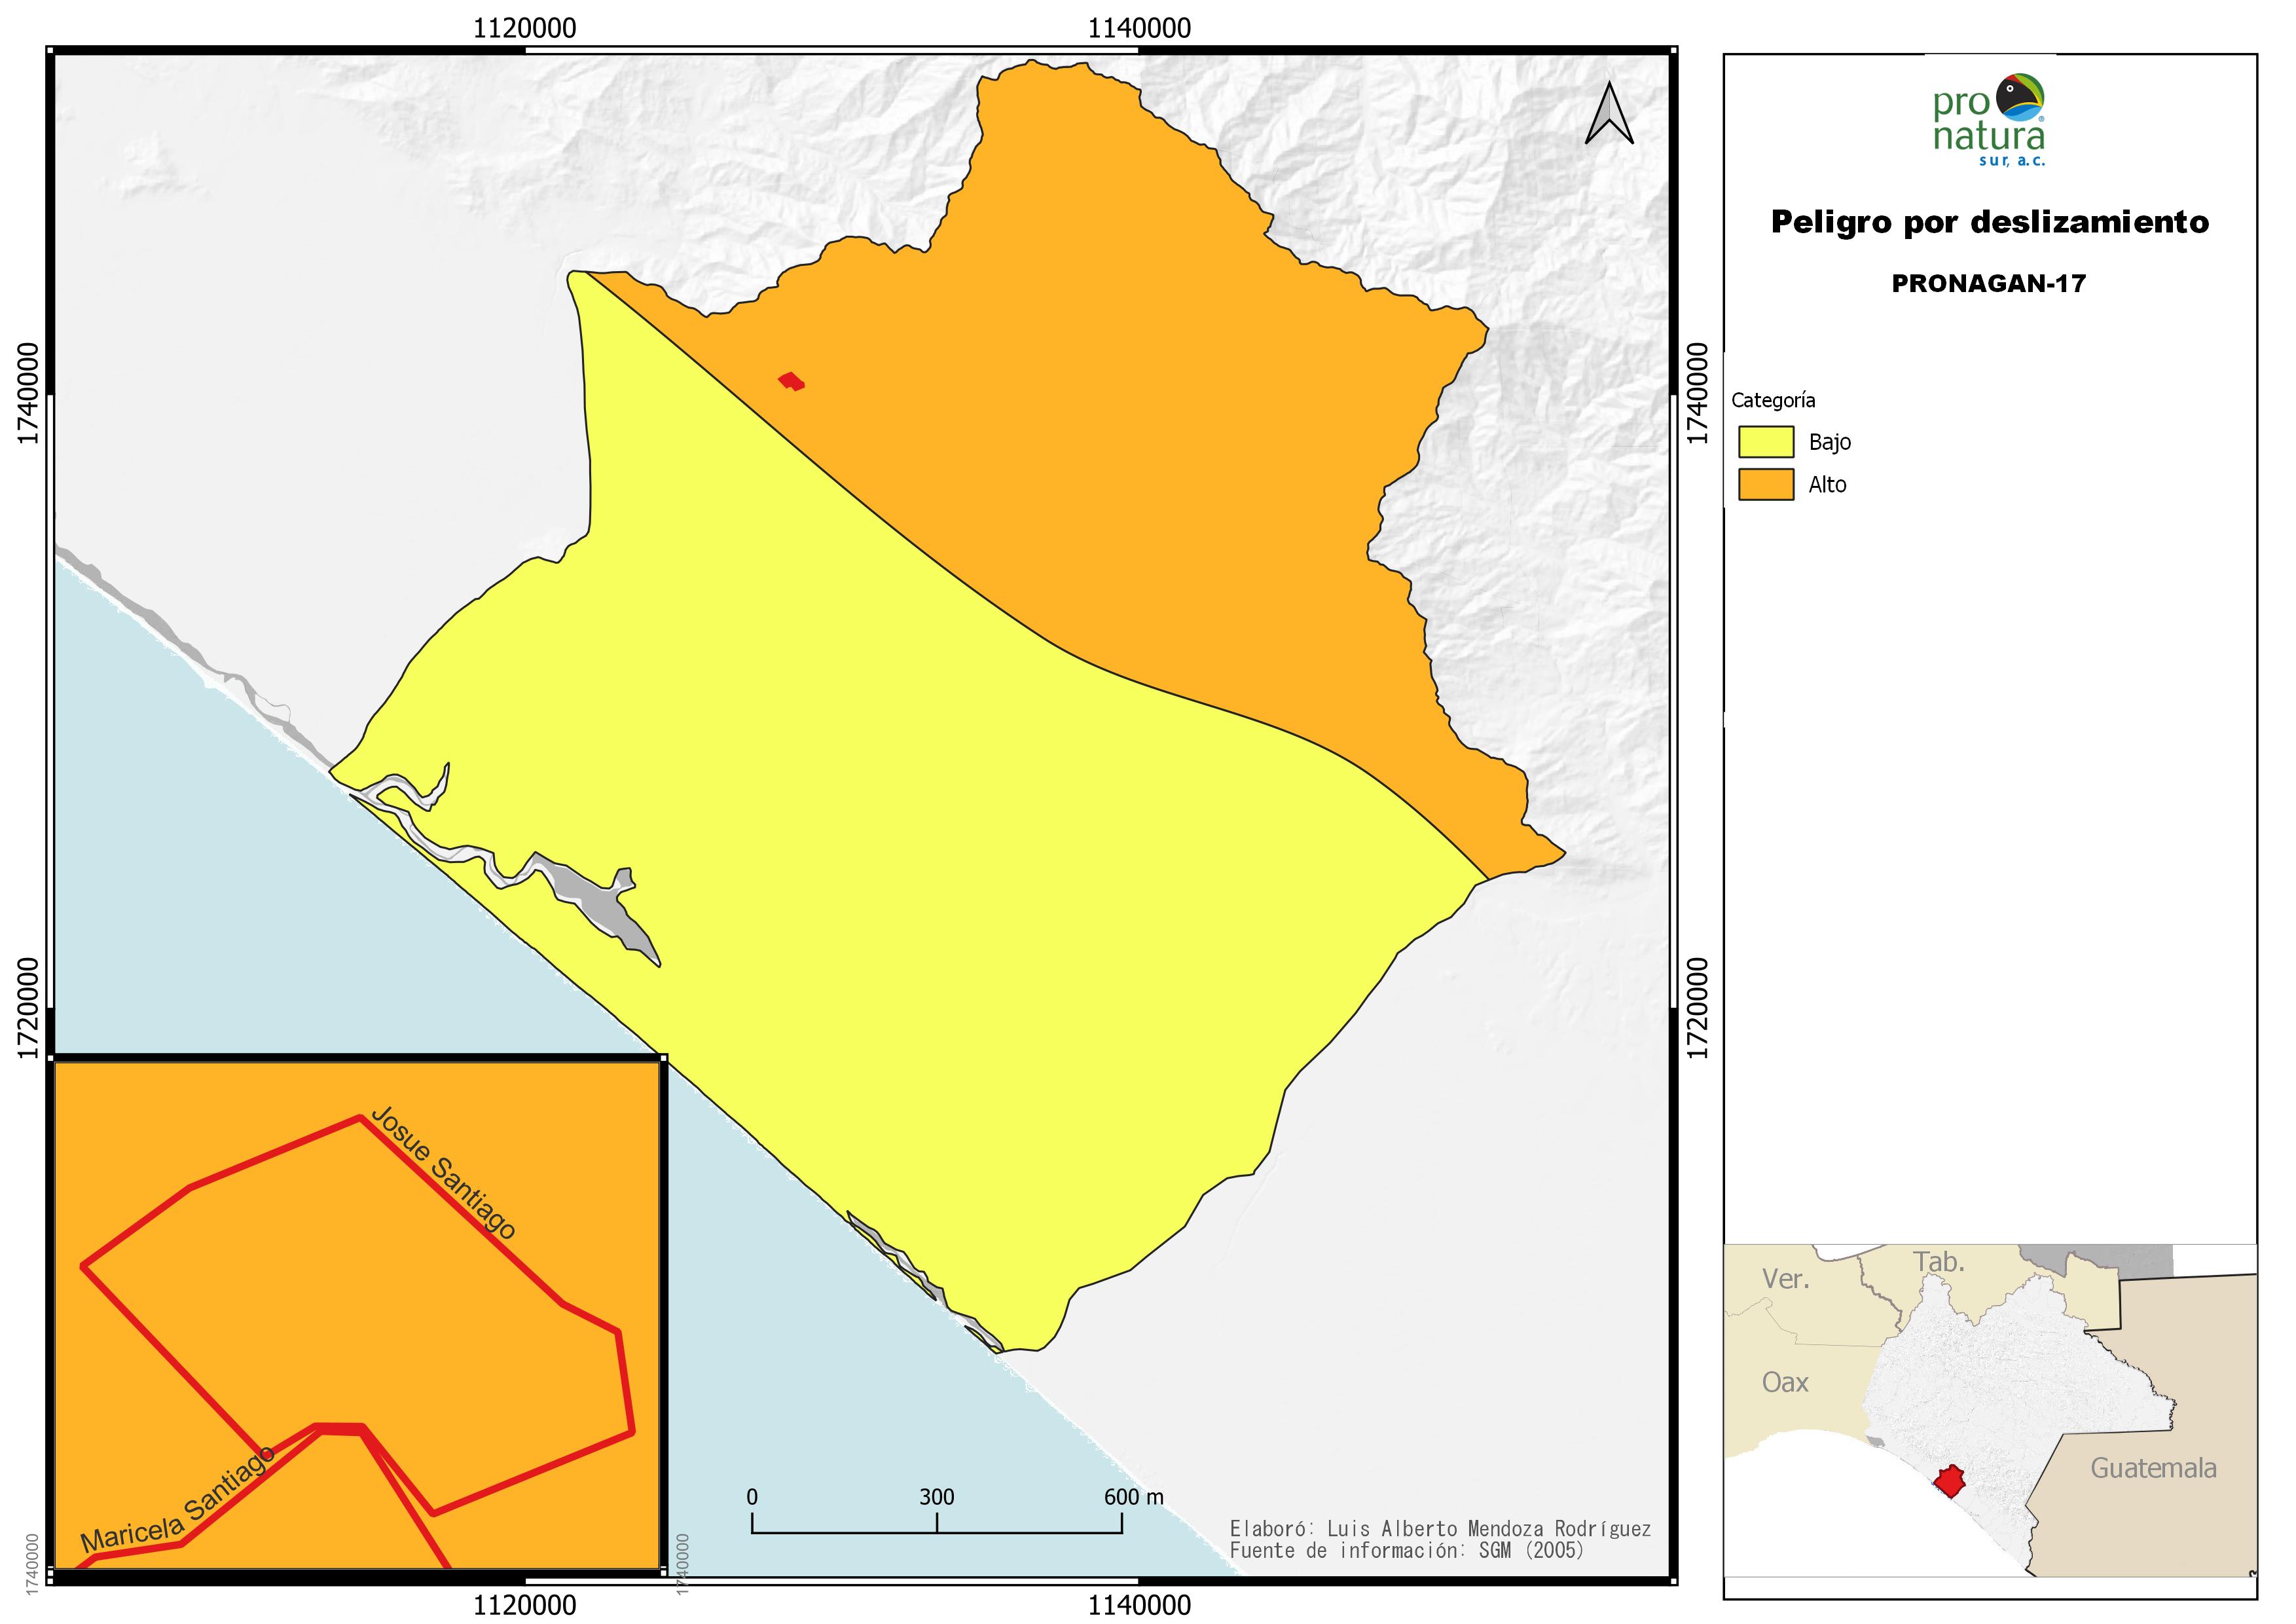 1120000
1140000
1740000
1740000
1720000
1720000
Josue Santiago
Maricela Santiago
1740000
1740000
0 300 600 m
Elaboró: Luis Alberto Mendoza Rodríguez
Fuente de información: SGM (2005)
1120000
1140000
pro
natura
sur, a.c.
Peligro por deslizamiento
PRONAGAN-17
Categoría
Bajo
Alto
Ver.
Tab.
Oax
Guatemala